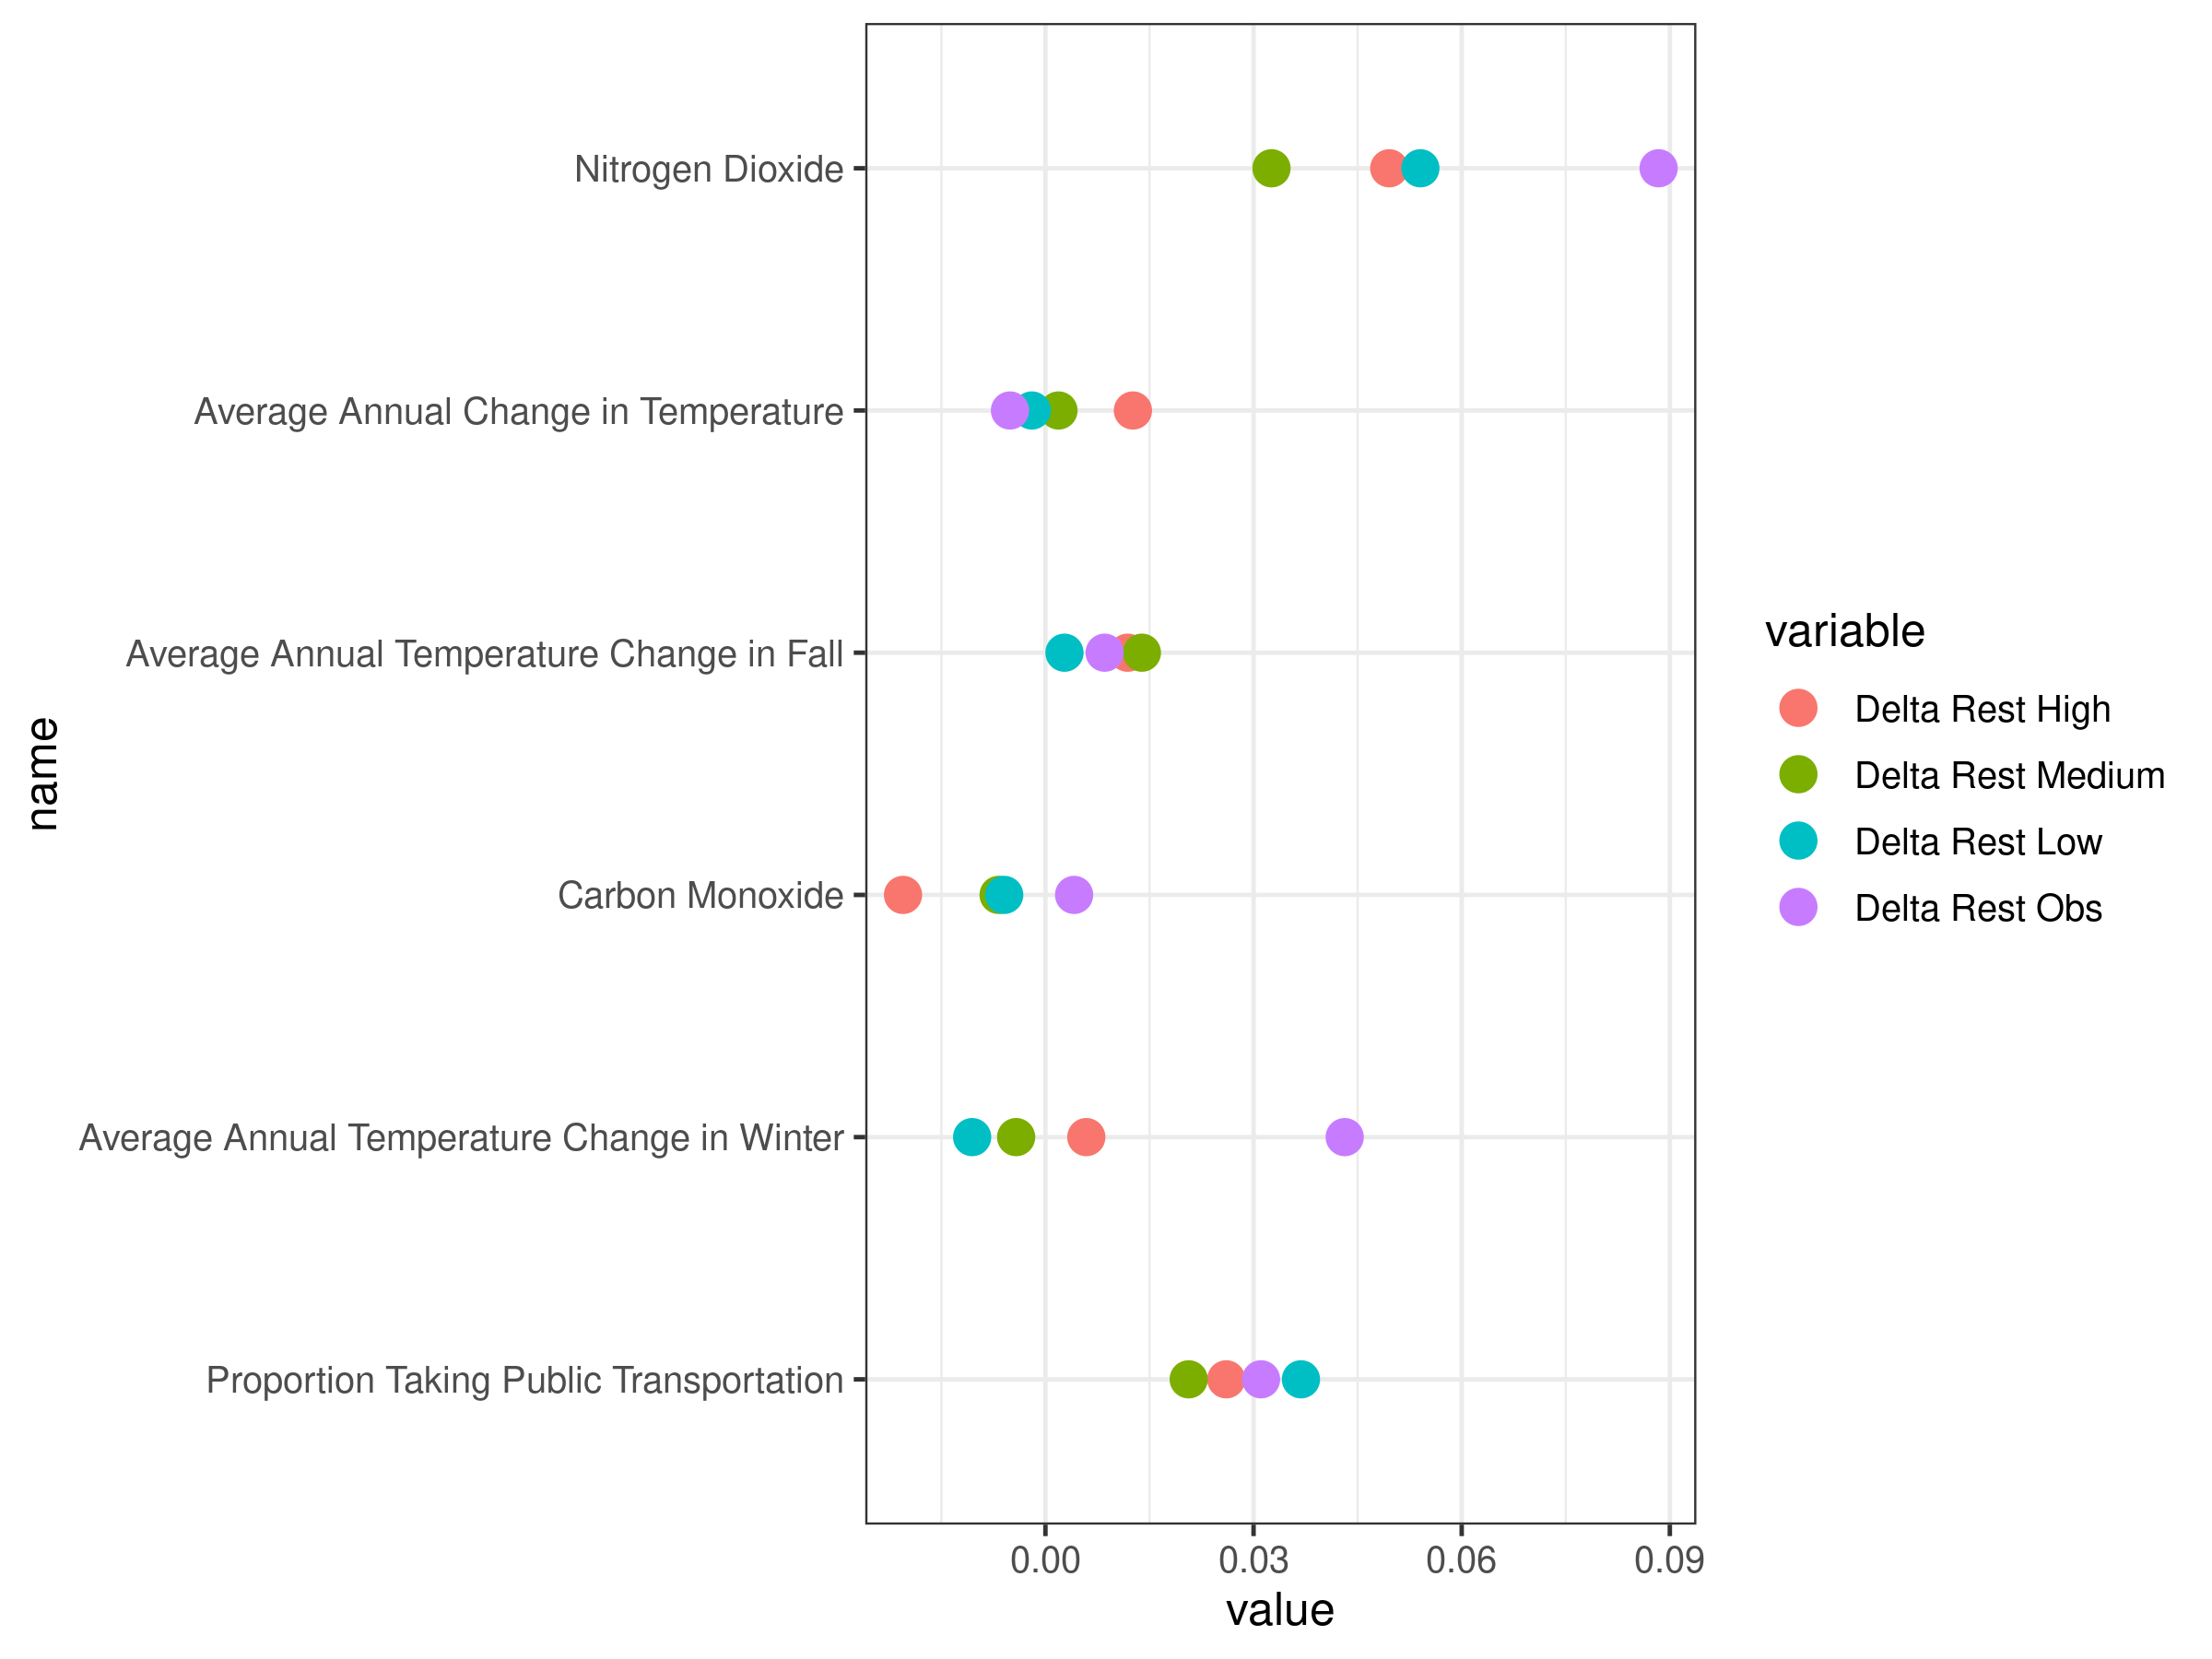 Nitrogen Dioxide
Average Annual Change in Temperature
Average Annual Temperature Change in Fall
Carbon Monoxide
Average Annual Temperature Change in Winter
Proportion Taking Public Transportation
name
0.00
0.03
0.06
0.09
value
variable
Delta Rest High
Delta Rest Medium
Delta Rest Low
Delta Rest Obs